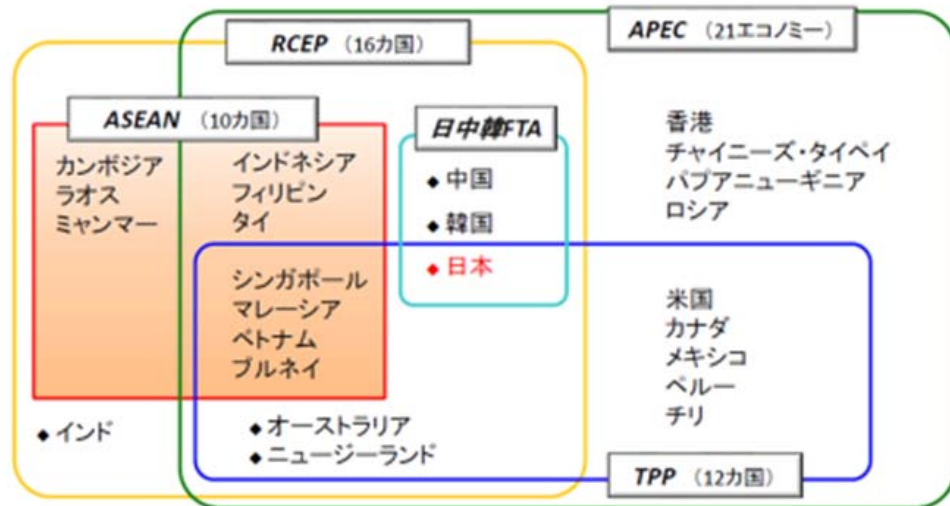 RCEP （16カ国）
APEC （21エコノミー）
ASEAN （10カ国）
日中韓FTA
カンボジア
ラオス
ミャンマー
インドネシア
フィリピン
タイ
シンガポール
マレーシア
ベトナム
ブルネイ
◆ 中国
◆ 韓国
◆ 日本
香港
チャイニーズ・タイペイ
パプアニューギニア
ロシア
米国
カナダ
メキシコ
ペルー
チリ
◆ インド
◆ オーストラリア
◆ ニュージーランド
TPP （12カ国）